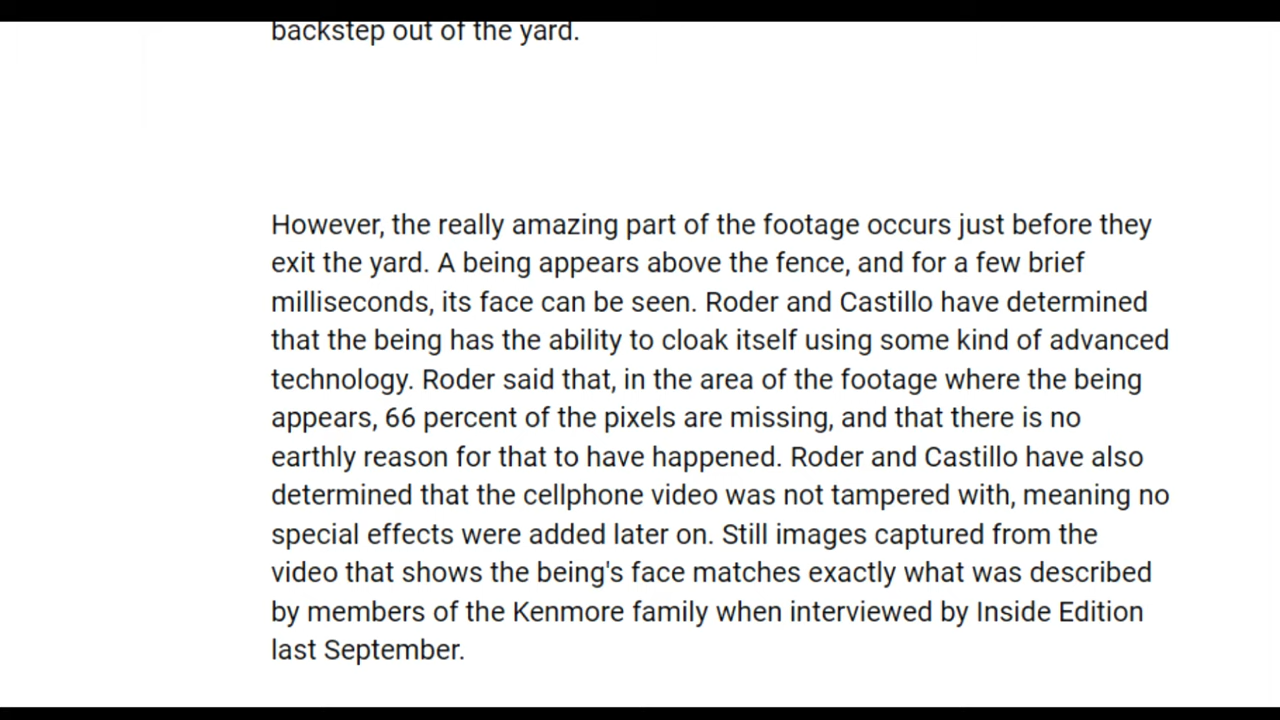 backstep out of the yard.
However, the really amazing part of the footage occurs just before they
exit the yard. A being appears above the fence, and for a few brief
milliseconds, its face can be seen. Roder and Castillo have determined
that the being has the ability to cloak itself using some kind of advanced
technology. Roder said that, in the area of the footage where the being
appears, 66 percent of the pixels are missing, and that there is no
earthly reason for that to have happened. Roder and Castillo have also
determined that the cellphone video was not tampered with, meaning no
special effects were added later on. Still images captured from the
video that shows the being's face matches exactly what was described
by members of the Kenmore family when interviewed by Inside Edition
last September.